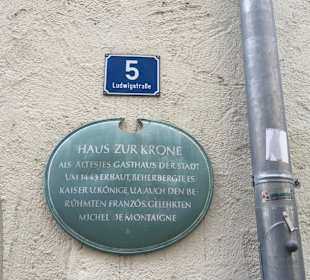 5
Ludwigstraße
HAUS ZUR KRONE
ALS ÄLTESTES GASTHAUS DER STADT
UM 1443 ERBAUT, BEHERBERGTE ES
KAISER U. KÖNIGE, U.A. AUCH DEN BE-
RÜHMTEN FRANZÖS. GELEHRTEN
MICHEL DE MONTAIGNE